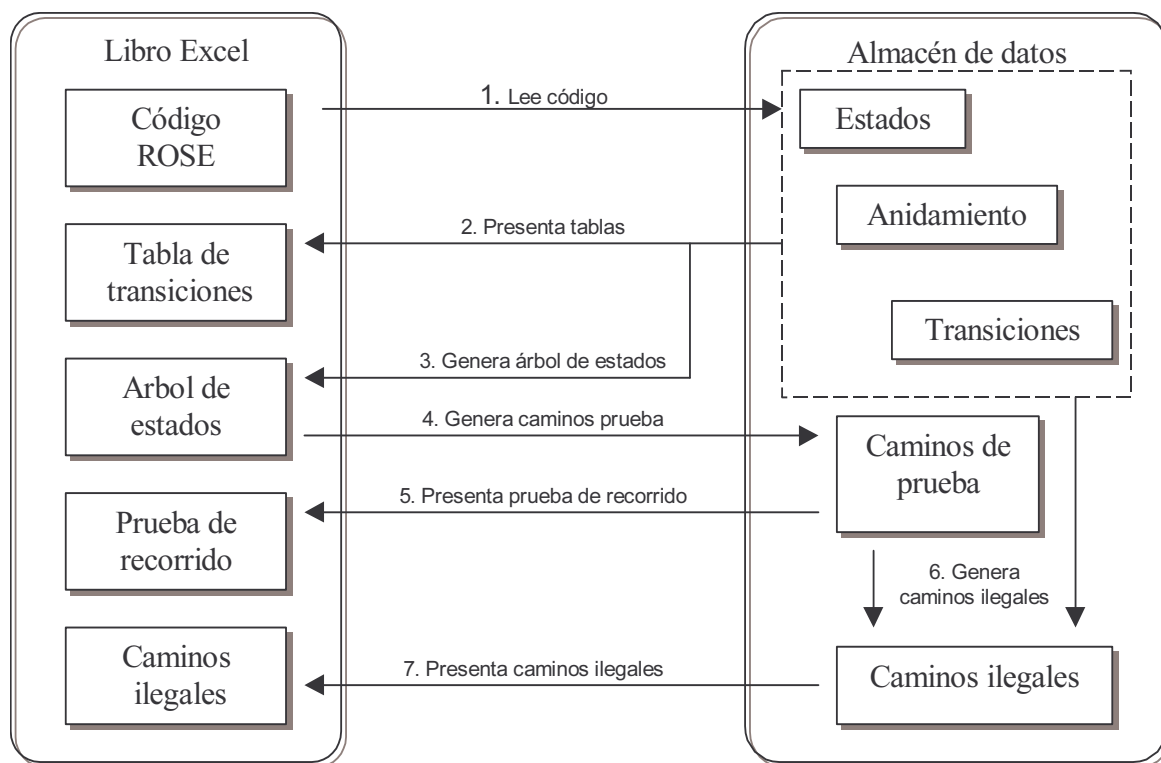 Libro Excel
Código
ROSE
Tabla de
transiciones
Arbol de
estados
Prueba de
recorrido
Caminos
ilegales
1. Lee código
2. Presenta tablas
3. Genera árbol de estados
4. Genera caminos prueba
5. Presenta prueba de recorrido
6. Genera
caminos ilegales
7. Presenta caminos ilegales
Almacén de datos
Estados
Anidamiento
Transiciones
Caminos de
prueba
Caminos ilegales